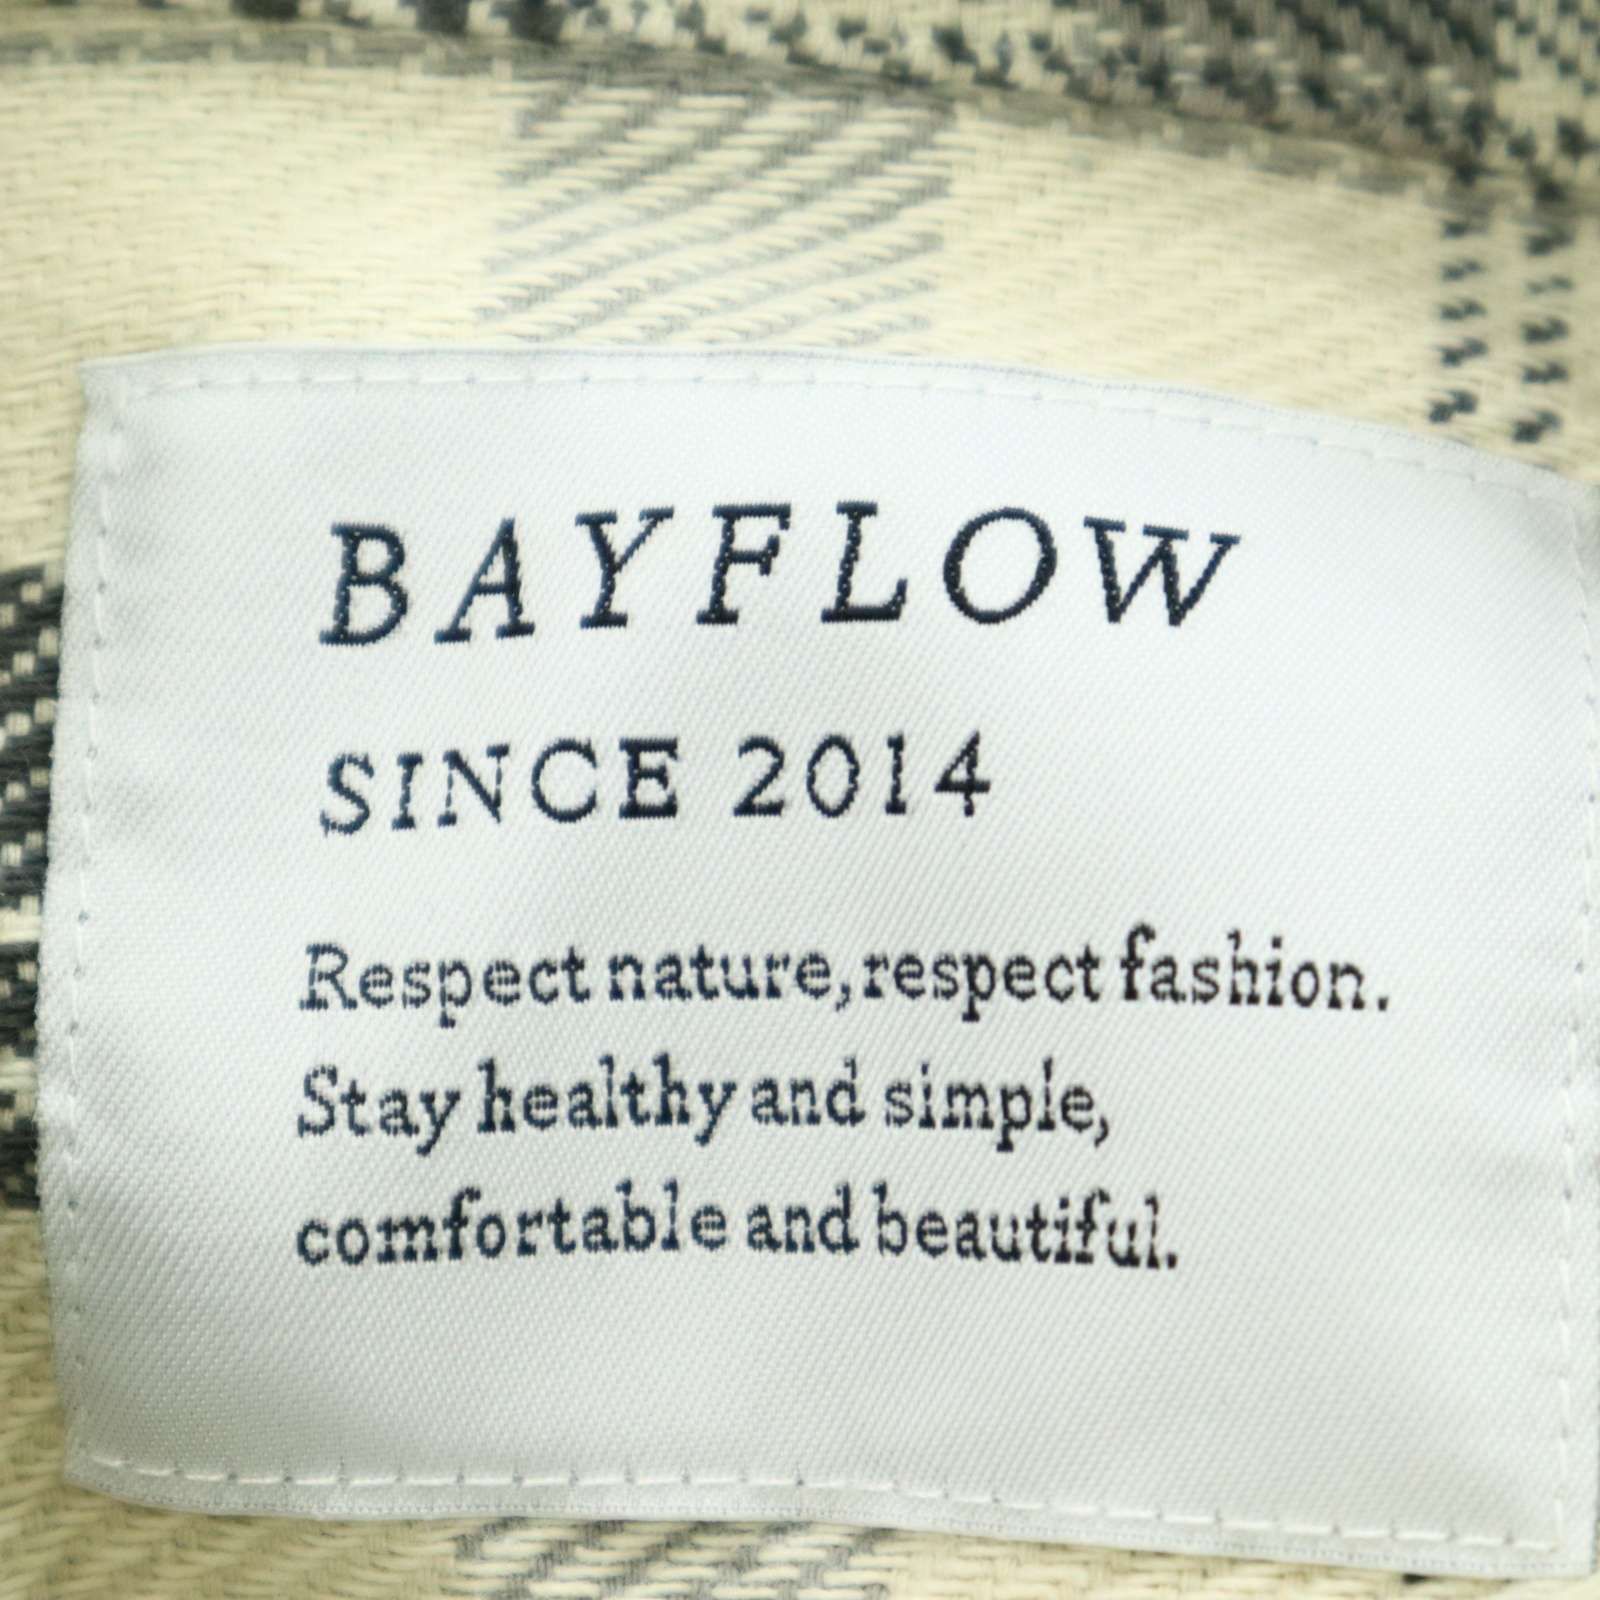 BAYFLOW
SINCE 2014
Respect nature, respect fashion.
Stay healthy and simple,
comfortable and beautiful.